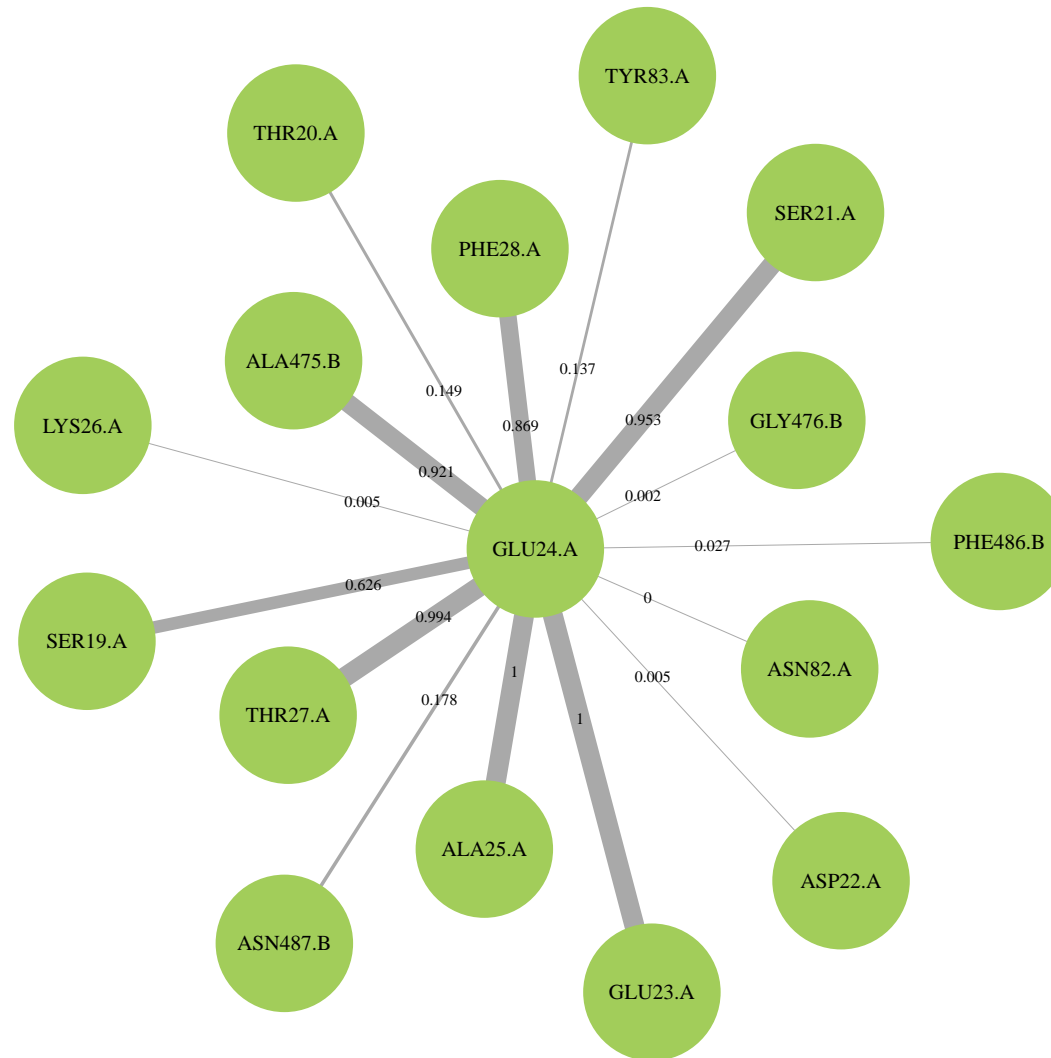 TYR83.A
THR20.A
SER21.A
PHE28.A
ALA475.B
0.137
0.149
GLY476.B
0.953
LYS26.A
0.869
0.921
0.002
0.005
PHE486.B
0.027
GLU24.A
0.626
0
0.994
SER19.A
ASN82.A
1
0.005
0.178
THR27.A
1
ALA25.A
ASP22.A
ASN487.B
GLU23.A